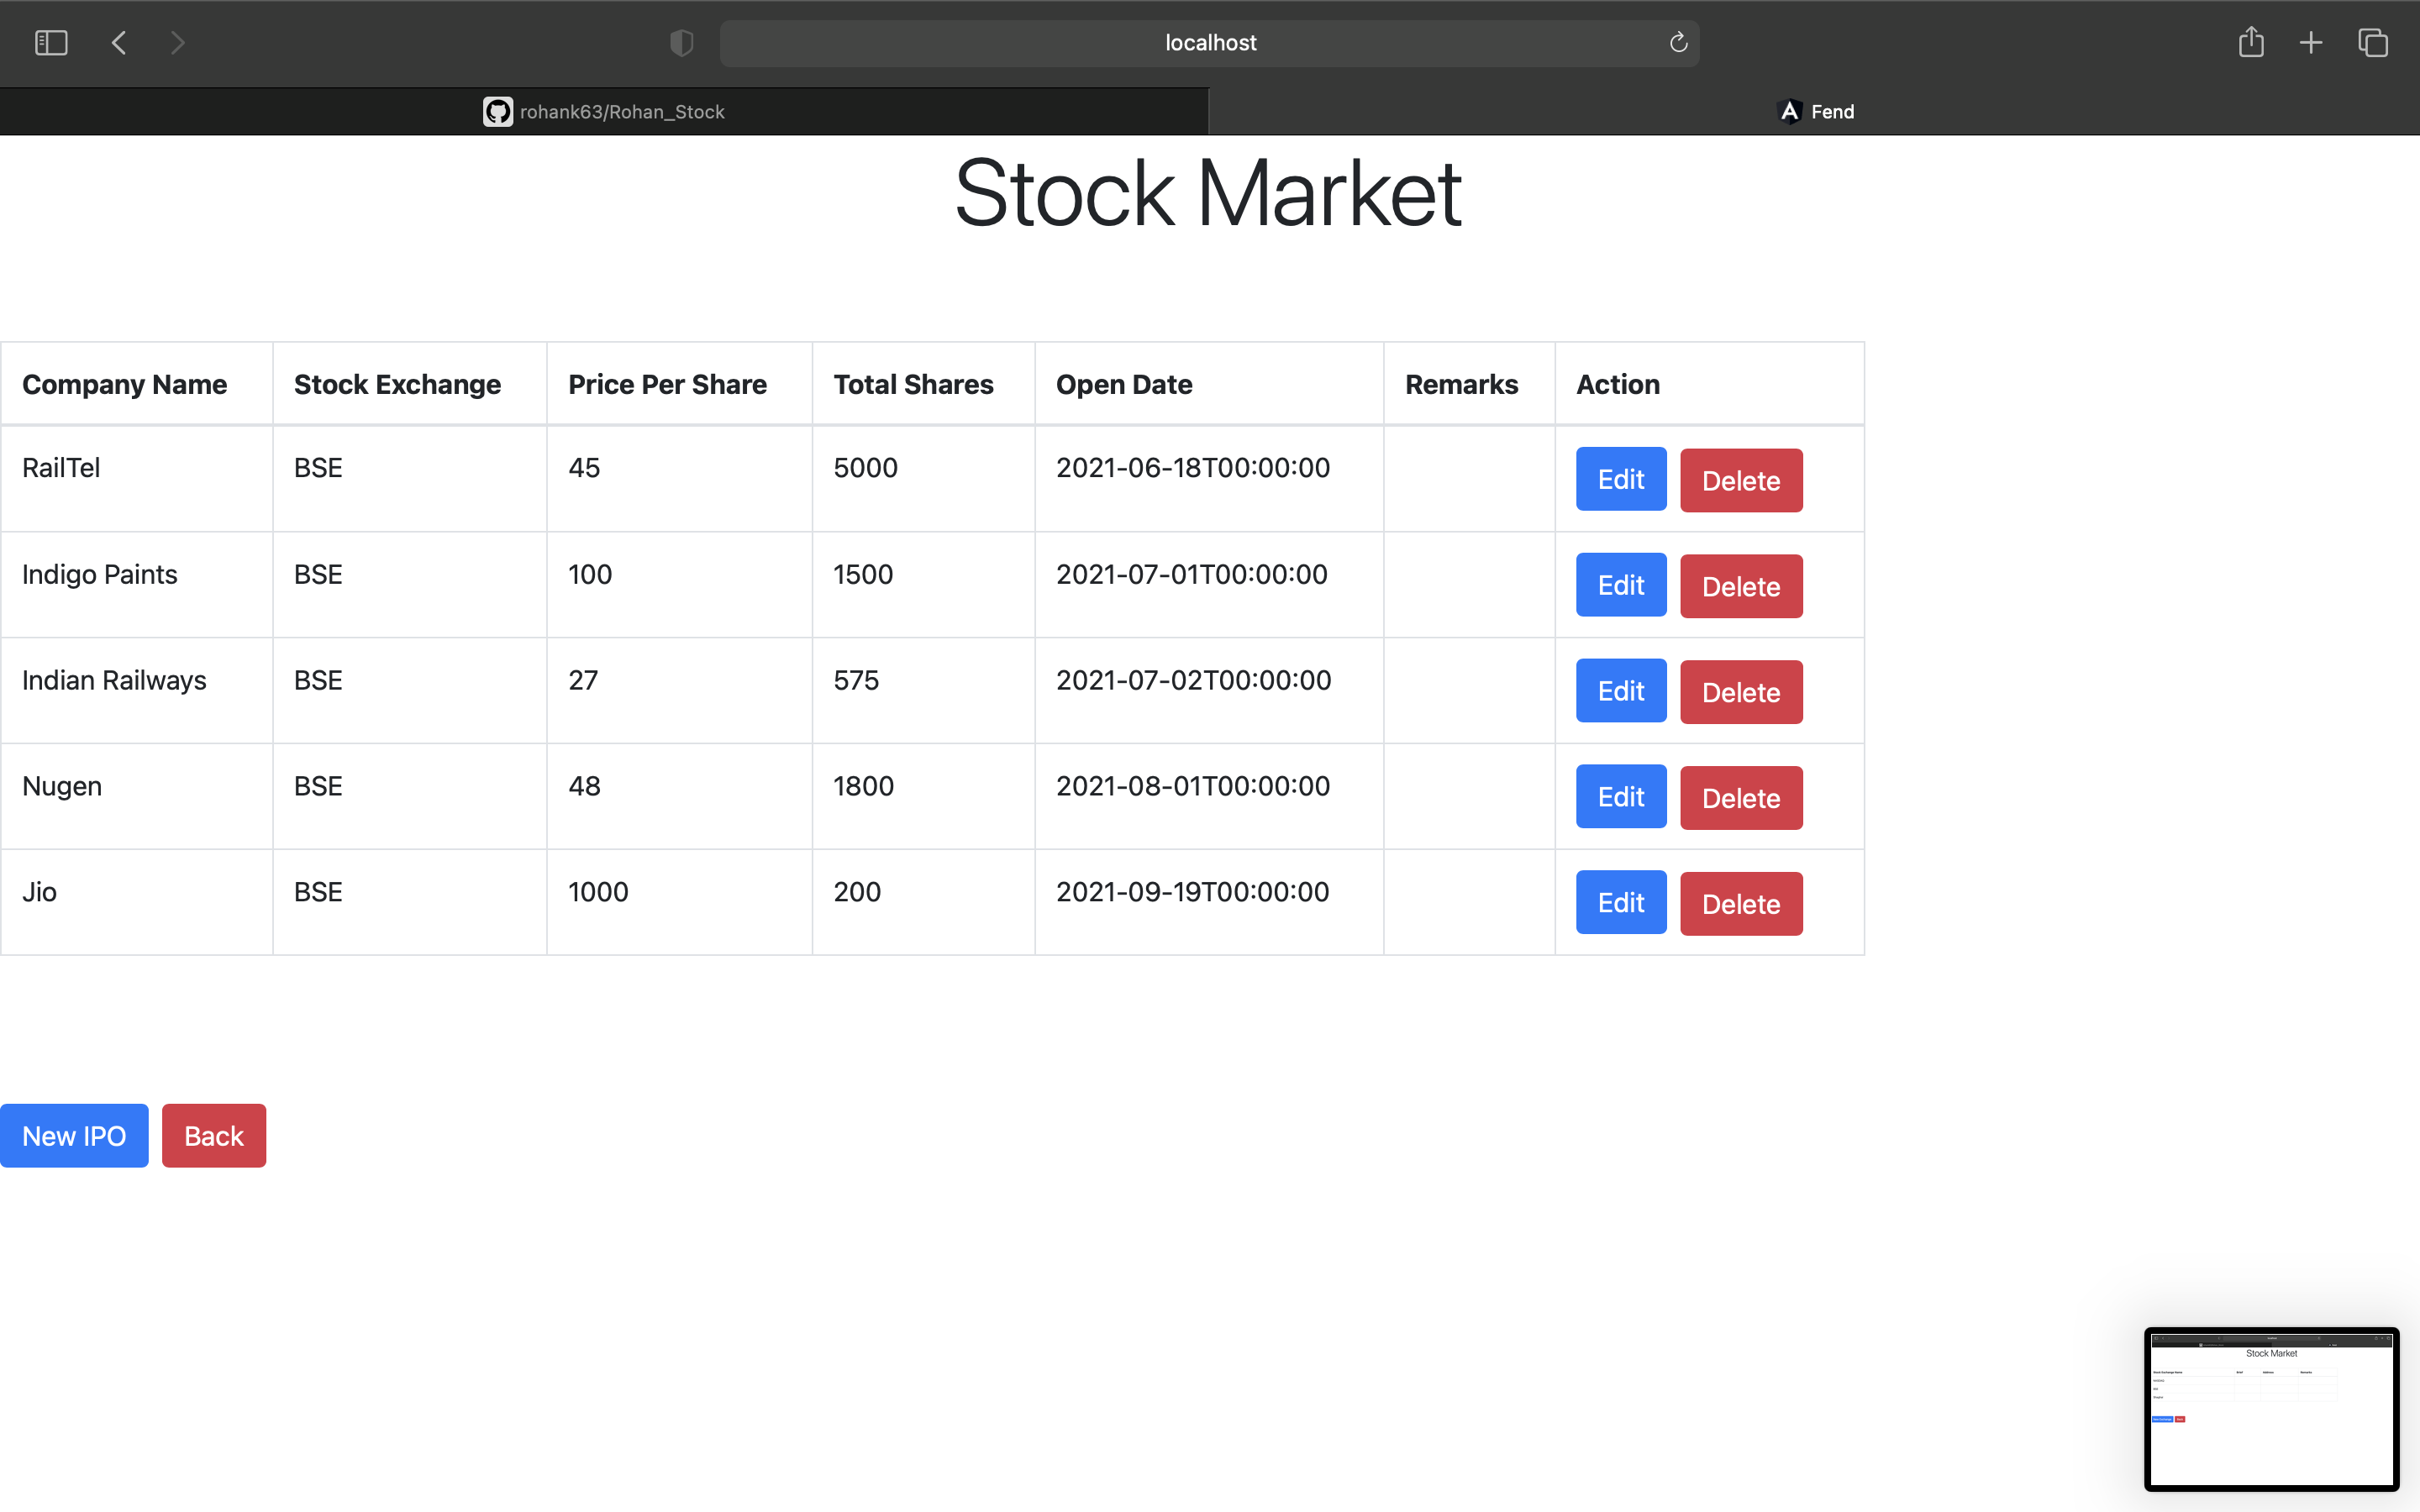 localhost
rohank63/Rohan_Stock
Fend
Stock Market
Company Name Stock Exchange Price Per Share Total Shares Open Date Remarks Action
RailTel BSE 45 5000 2021-06-18T00:00:00 Edit Delete
Indigo Paints BSE 100 1500 2021-07-01T00:00:00 Edit Delete
Indian Railways BSE 27 575 2021-07-02T00:00:00 Edit Delete
Nugen BSE 48 1800 2021-08-01T00:00:00 Edit Delete
Jio BSE 1000 200 2021-09-19T00:00:00 Edit Delete
New IPO Back
Stock Market